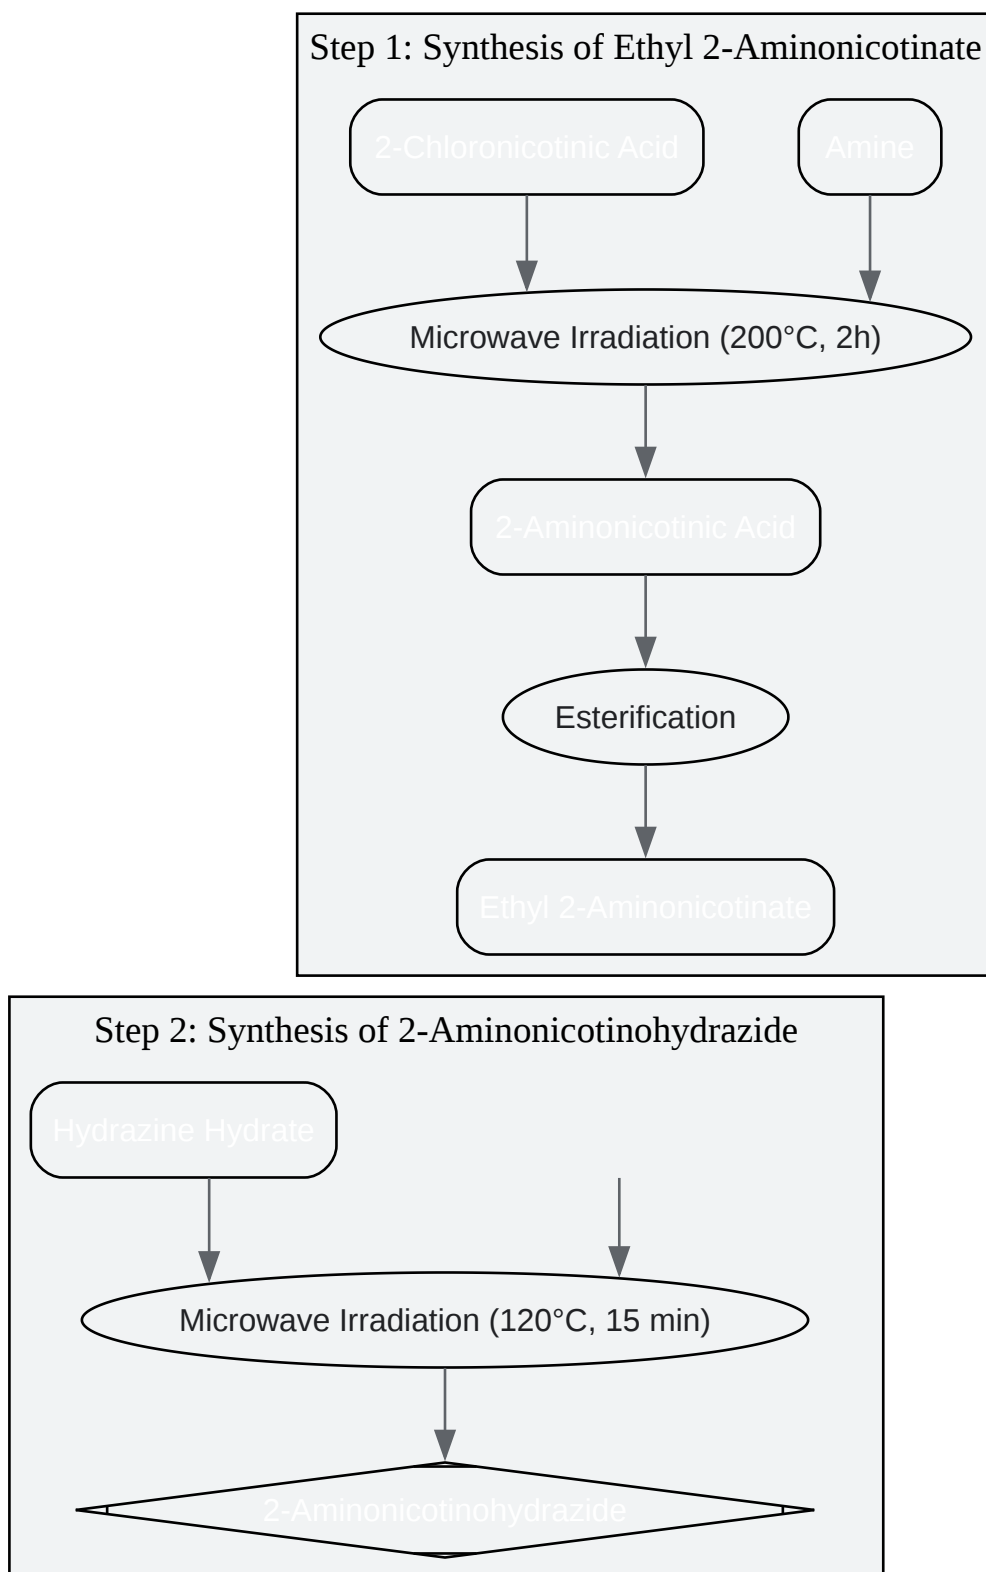 Step 1: Synthesis of Ethyl 2-Aminonicotinate
2-Chloronicotinic Acid
Amine
Microwave Irradiation (200°C, 2h)
2-Aminonicotinic Acid
Esterification
Ethyl 2-Aminonicotinate
Step 2: Synthesis of 2-Aminonicotinohydrazide
Hydrazine Hydrate
Microwave Irradiation (120°C, 15 min)
2-Aminonicotinohydrazide